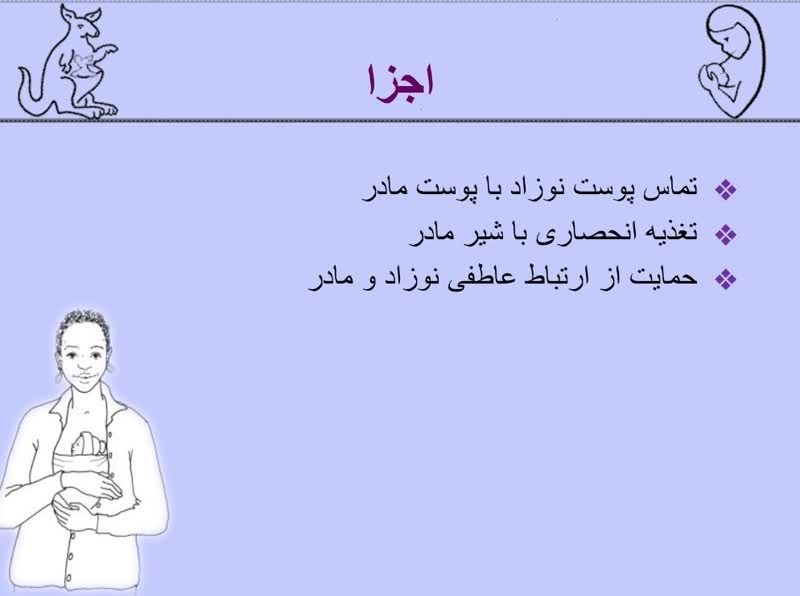 اجزا
تماس پوست نوزاد با پوست مادر
تغذیه انحصاری با شیر مادر
حمایت از ارتباط عاطفی نوزاد و مادر